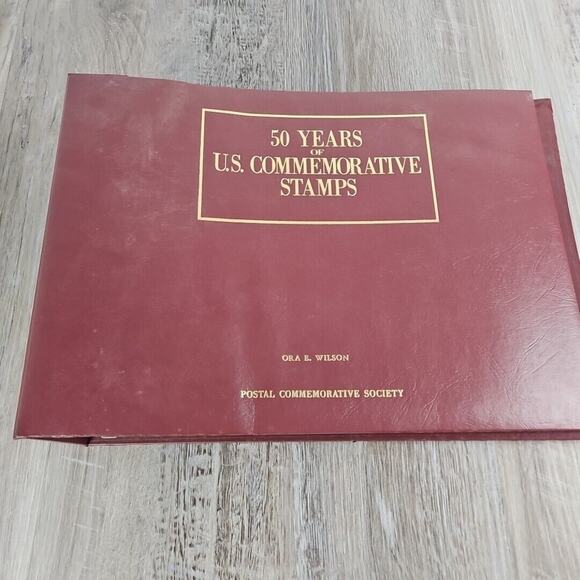 50 YEARS
OF
U.S. COMMEMORATIVE
STAMPS
ORA E. WILSON
POSTAL COMMEMORATIVE SOCIETY